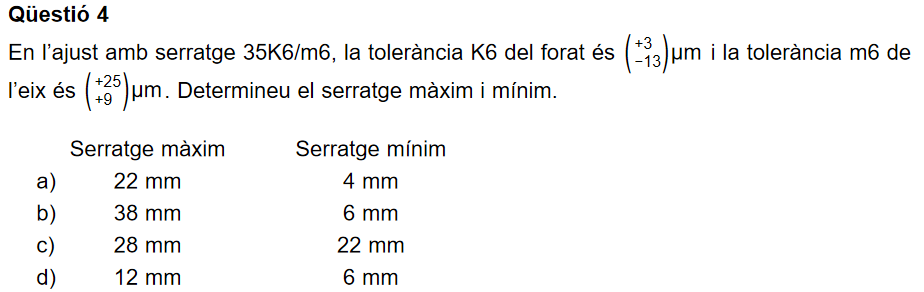 Qüestió 4
En l’ajust amb serratge 35K6/m6, la tolerància K6 del forat és (+3 −13)μm i la tolerància m6 de
l’eix és (+25 +9)μm. Determineu el serratge màxim i mínim.
Serratge màxim Serratge mínim
a) 22 mm 4 mm
b) 38 mm 6 mm
c) 28 mm 22 mm
d) 12 mm 6 mm